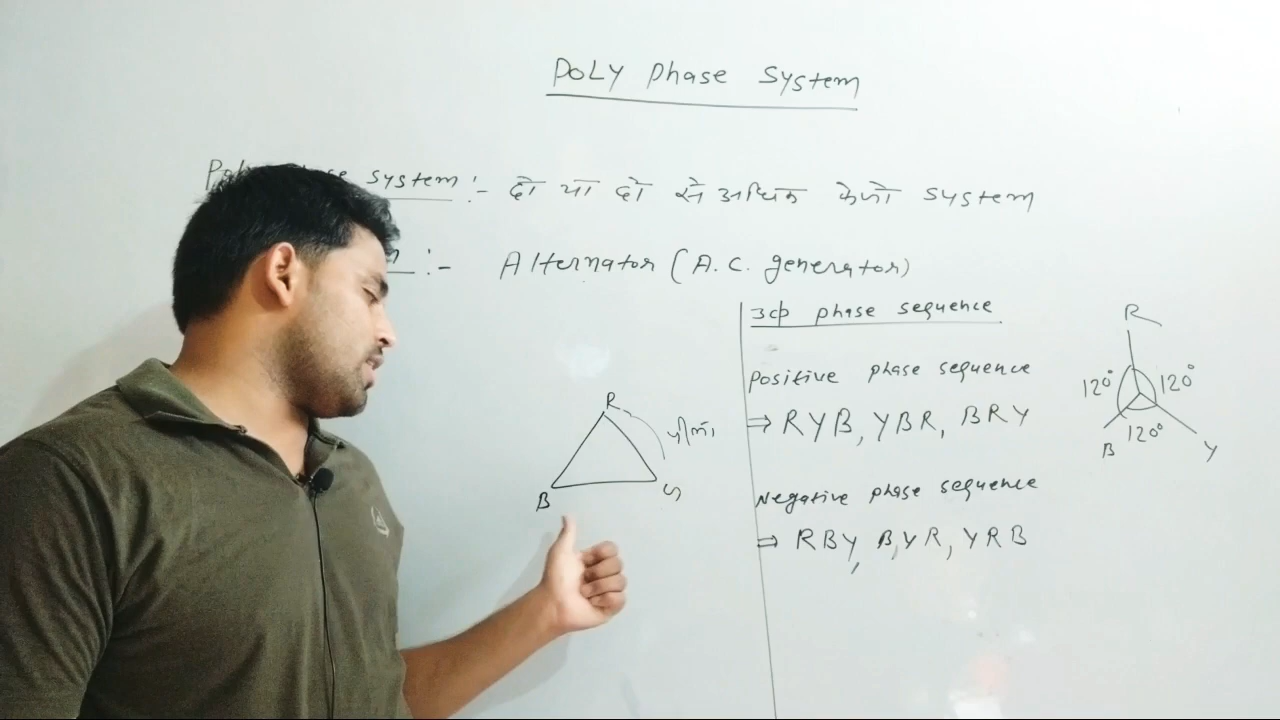 POLY phase system
system :- दो या दो से अधिक फेजो system
:- Alternator (A.C. generator)
3ф phase sequence
Positive phase sequence
⇒ RYB, YBR, BRY
Negative phase sequence
⇒ RBY, BYR, YRB
R
B
R
120°
120°
120°
B
Y